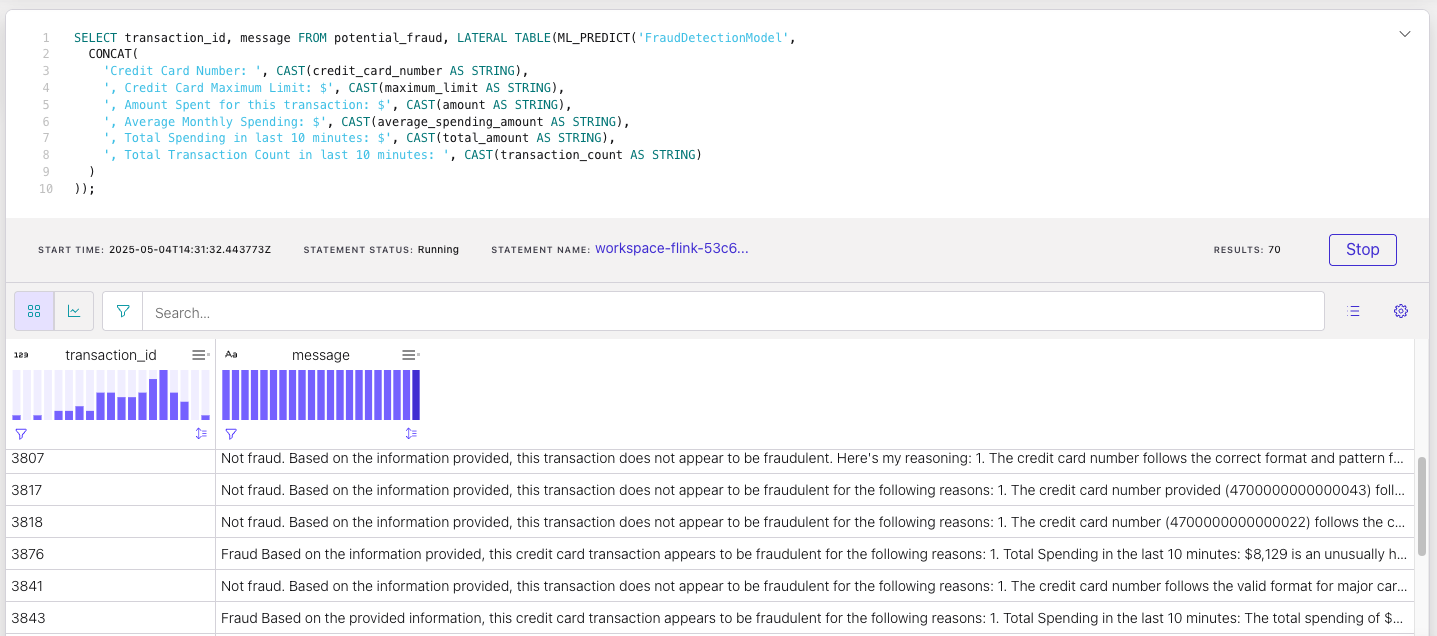 1 SELECT transaction_id, message FROM potential_fraud, LATERAL TABLE(ML_PREDICT('FraudDetectionModel',
2 CONCAT(
3 'Credit Card Number: ', CAST(credit_card_number AS STRING),
4 ', Credit Card Maximum Limit: $', CAST(maximum_limit AS STRING),
5 ', Amount Spent for this transaction: $', CAST(amount AS STRING),
6 ', Average Monthly Spending: $', CAST(average_spending_amount AS STRING),
7 ', Total Spending in last 10 minutes: $', CAST(total_amount AS STRING),
8 ', Total Transaction Count in last 10 minutes: ', CAST(transaction_count AS STRING)
9 )
10 ));
START TIME: 2025-05-04T14:31:32.443773Z STATEMENT STATUS: Running STATEMENT NAME: workspace-flink-53c6... RESULTS: 70 Stop
Search...
123 transaction_id Aa message
3807 Not fraud. Based on the information provided, this transaction does not appear to be fraudulent. Here's my reasoning: 1. The credit card number follows the correct format and pattern f...
3817 Not fraud. Based on the information provided, this transaction does not appear to be fraudulent for the following reasons: 1. The credit card number provided (4700000000000043) foll...
3818 Not fraud. Based on the information provided, this transaction does not appear to be fraudulent for the following reasons: 1. The credit card number (4700000000000022) follows the c...
3876 Fraud Based on the information provided, this credit card transaction appears to be fraudulent for the following reasons: 1. Total Spending in the last 10 minutes: $8,129 is an unusually h...
3841 Not fraud. Based on the information provided, this transaction does not appear to be fraudulent for the following reasons: 1. The credit card number follows the valid format for major car...
3843 Fraud Based on the provided information, this credit card transaction appears to be fraudulent for the following reasons: 1. Total Spending in the last 10 minutes: The total spending of $...